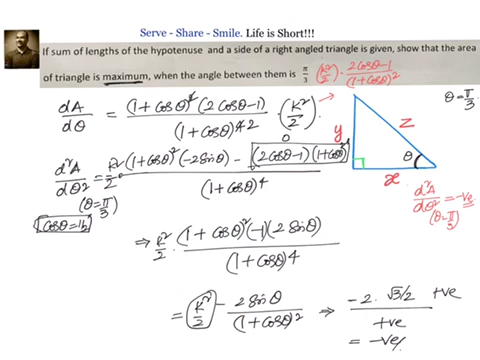 Serve - Share - Smile. Life is Short!!!
If sum of lengths of the hypotenuse and a side of a right angled triangle is given, show that the area
of triangle is maximum, when the angle between them is π/3 (k²/2) · (2cosθ-1)/(1+cosθ)²
dA/dθ = (1+cosθ)(2cosθ-1)/(1+cosθ)⁴² (k²/2)
θ=π/3
y
z
θ
x
0
d²A/dθ² = k²/2 (1+cosθ)²(-2sinθ) - (2cosθ-1)(1+cosθ)² / (1+cosθ)⁴
(θ=π/3)
cosθ=1/2
d²A/dθ² = -ve
(θ=π/3)
⇒ k²/2 · (1+cosθ)²(-1)(2sinθ) / (1+cosθ)⁴
= (k²/2) - 2sinθ/(1+cosθ)² ⇒ -2·√3/2 +ve / +ve
= -ve/